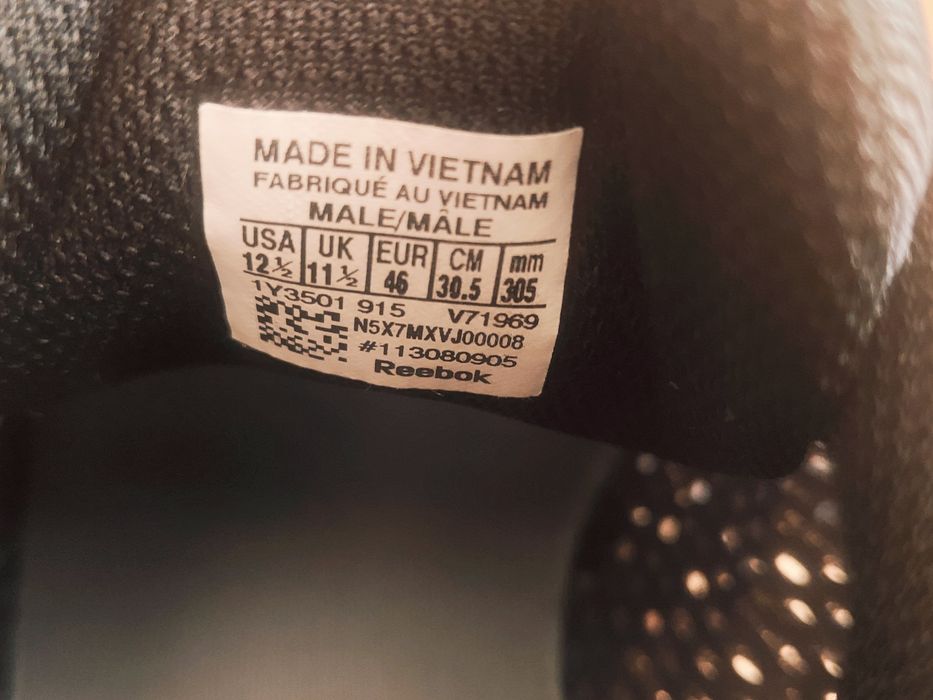 MADE IN VIETNAM
FABRIQUÉ AU VIETNAM
MALE/MÂLE
USA UK EUR CM mm
12½ 11½ 46 30.5 305
1Y3501 915 V71969
N5X7MXVJ00008
#113080905
Reebok